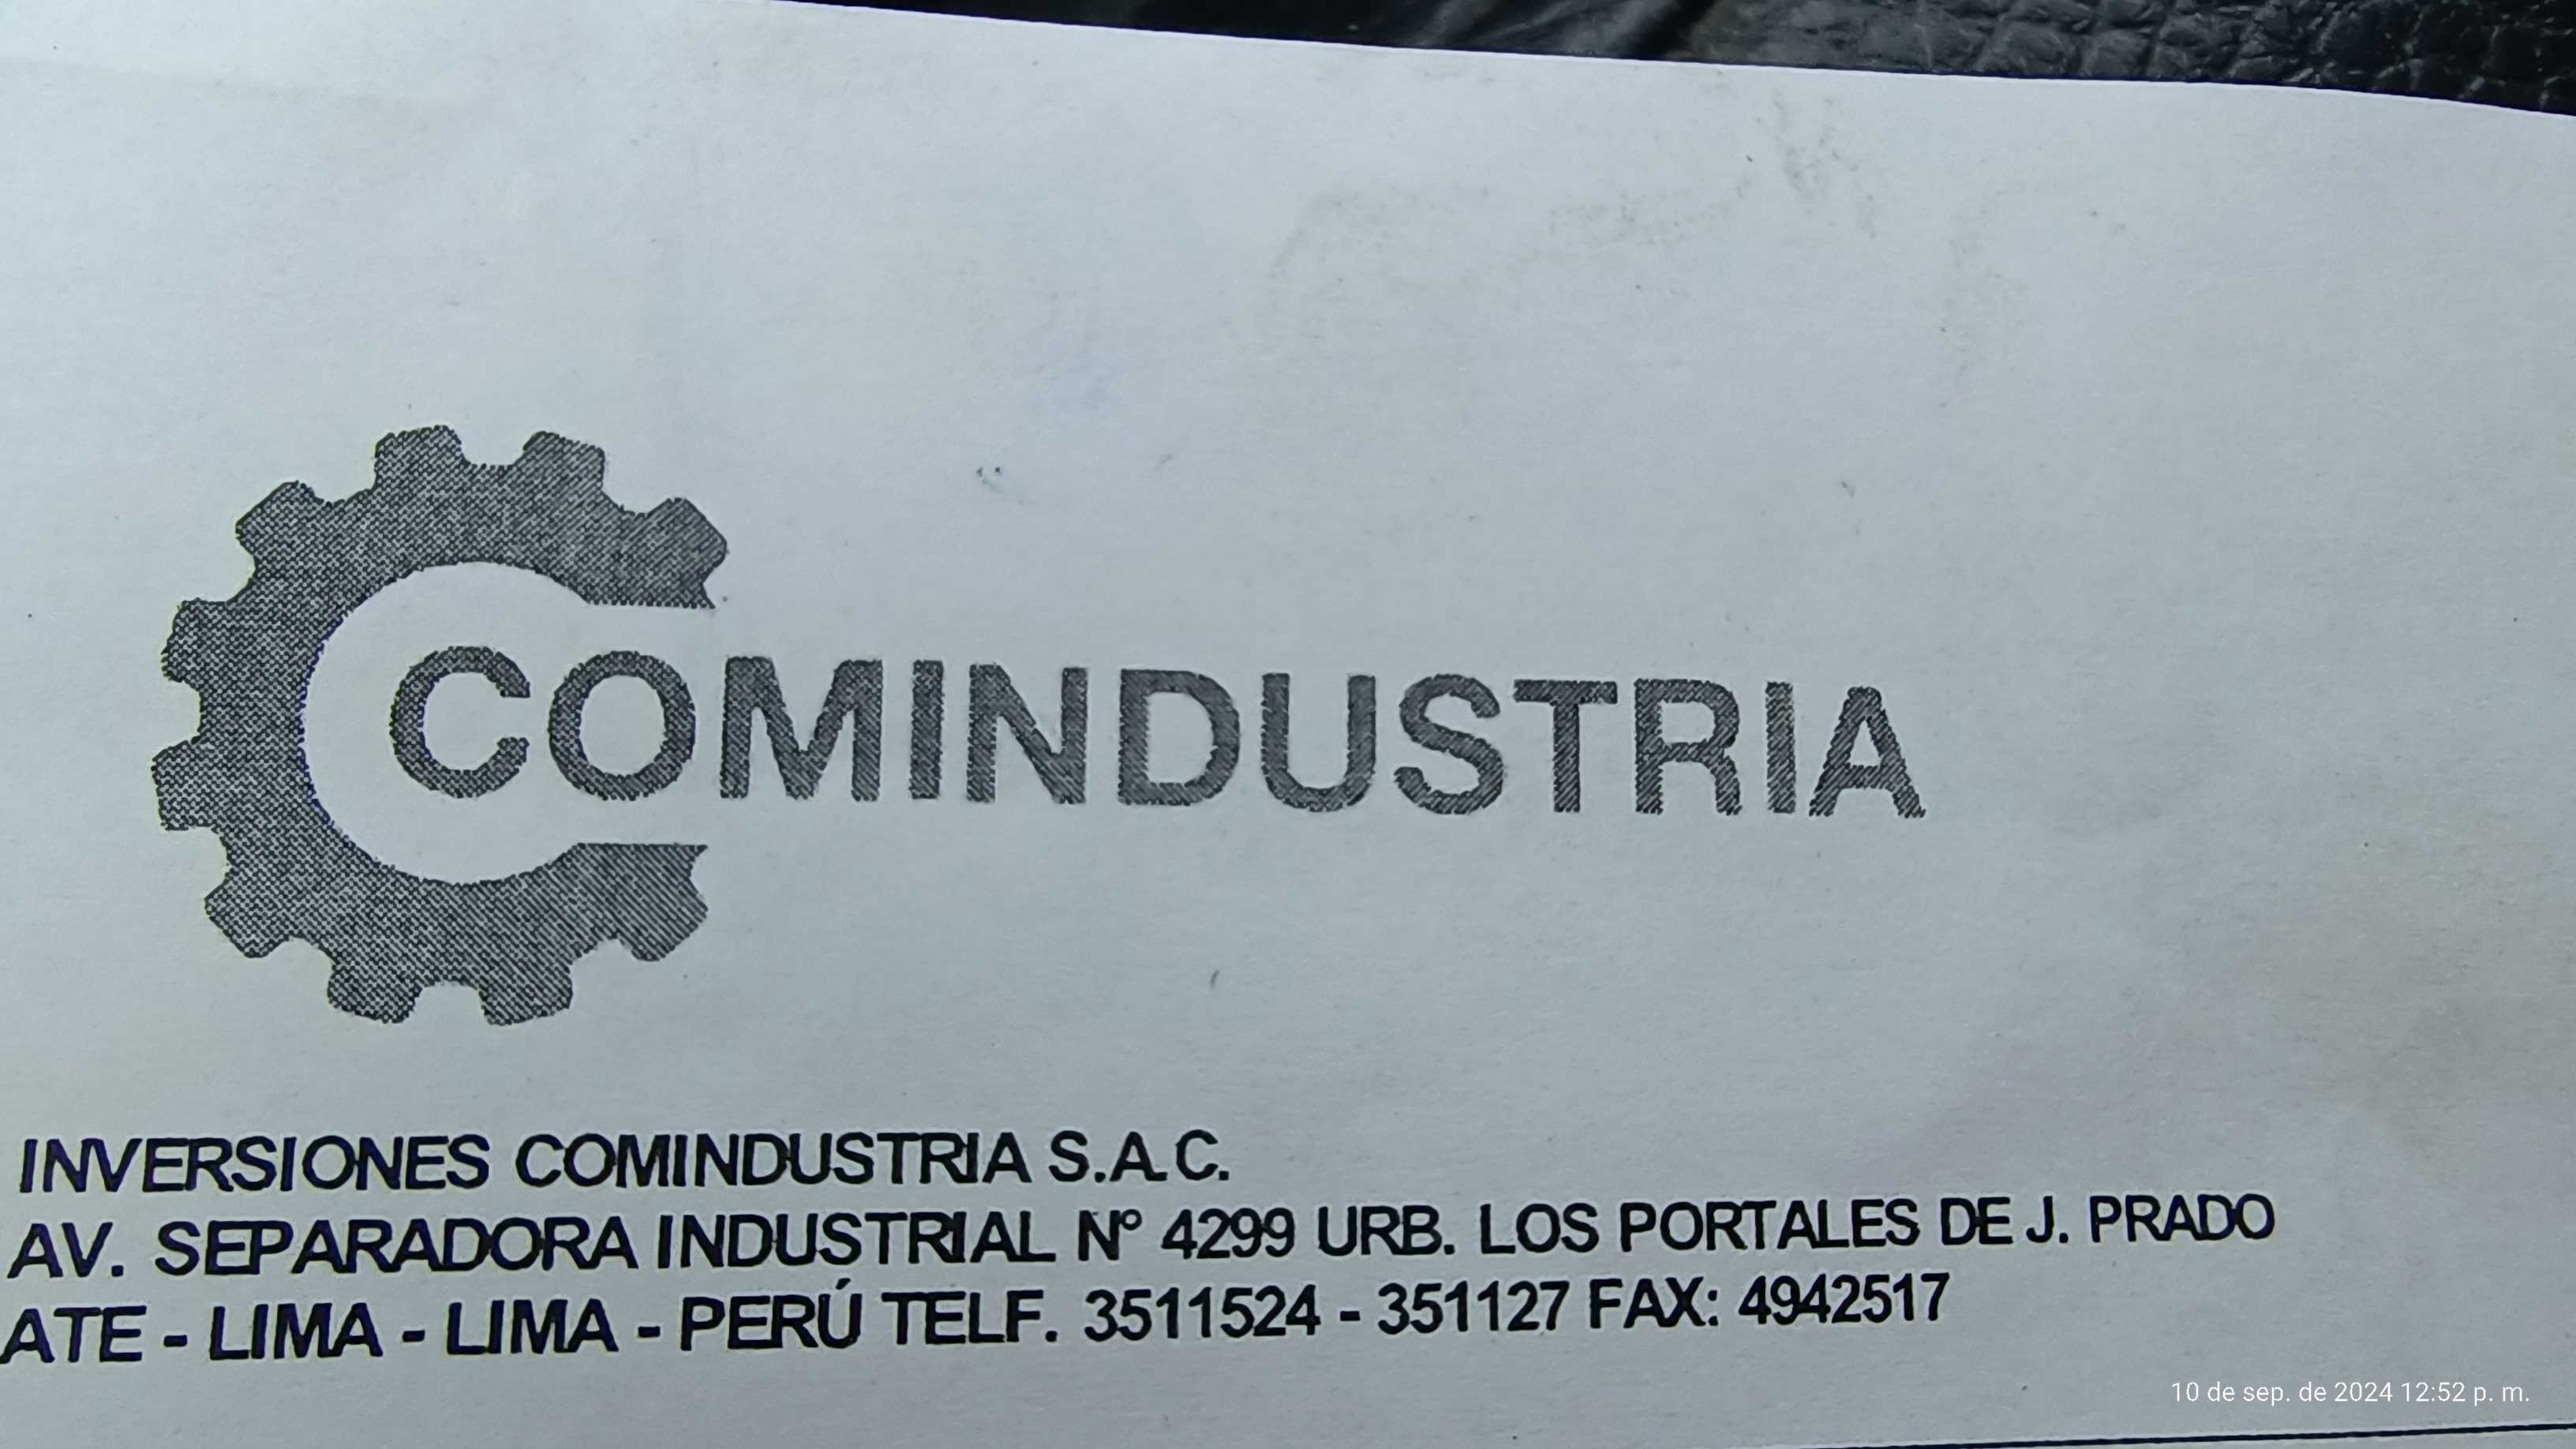 COMINDUSTRIA
INVERSIONES COMINDUSTRIA S.A.C.
AV. SEPARADORA INDUSTRIAL Nº 4299 URB. LOS PORTALES DE J. PRADO
ATE - LIMA - LIMA - PERÚ TELF. 3511524 - 351127 FAX: 4942517
10 de sep. de 2024 12:52 p. m.